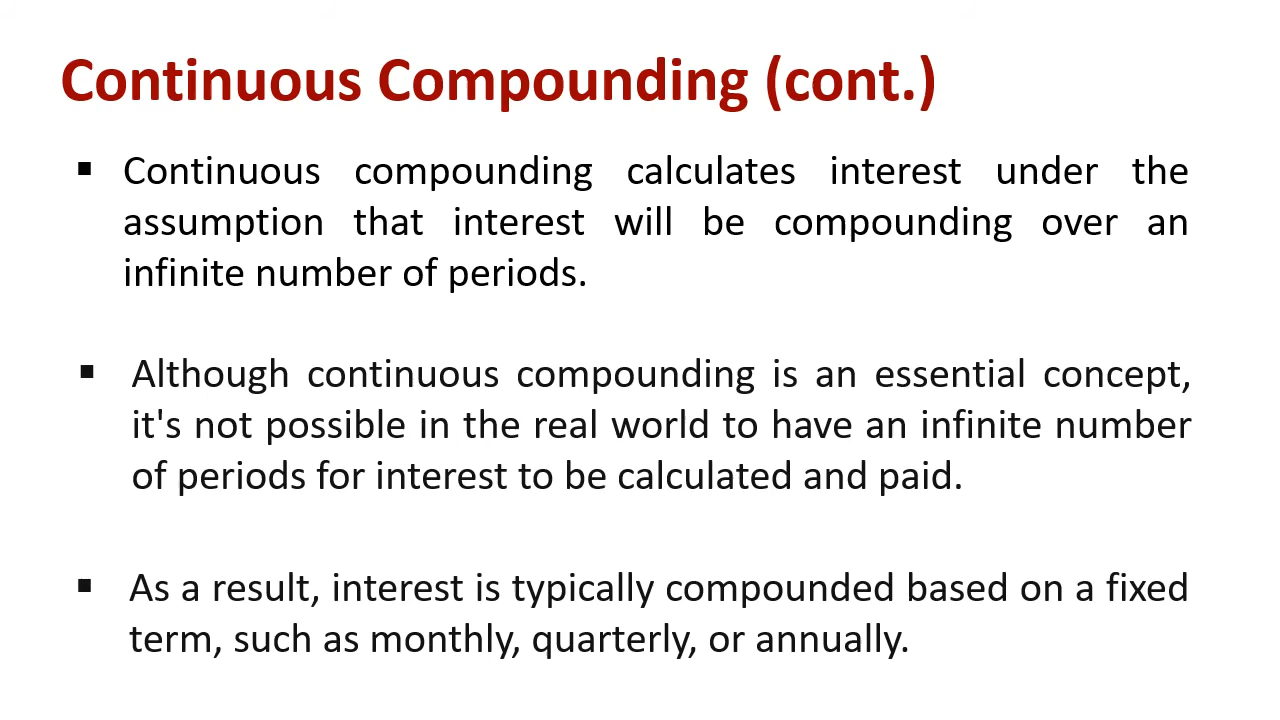 Continuous Compounding (cont.)
▪ Continuous compounding calculates interest under the
assumption that interest will be compounding over an
infinite number of periods.
▪ Although continuous compounding is an essential concept,
it's not possible in the real world to have an infinite number
of periods for interest to be calculated and paid.
▪ As a result, interest is typically compounded based on a fixed
term, such as monthly, quarterly, or annually.